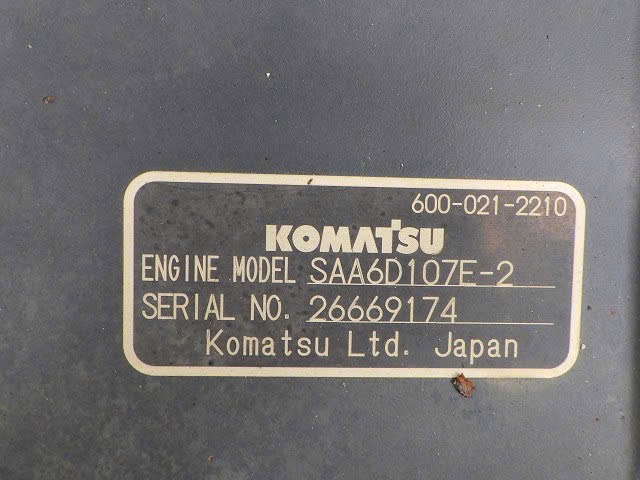 600-021-2210
KOMATSU
ENGINE MODEL SAA6D107E-2
SERIAL NO. 26669174
Komatsu Ltd. Japan